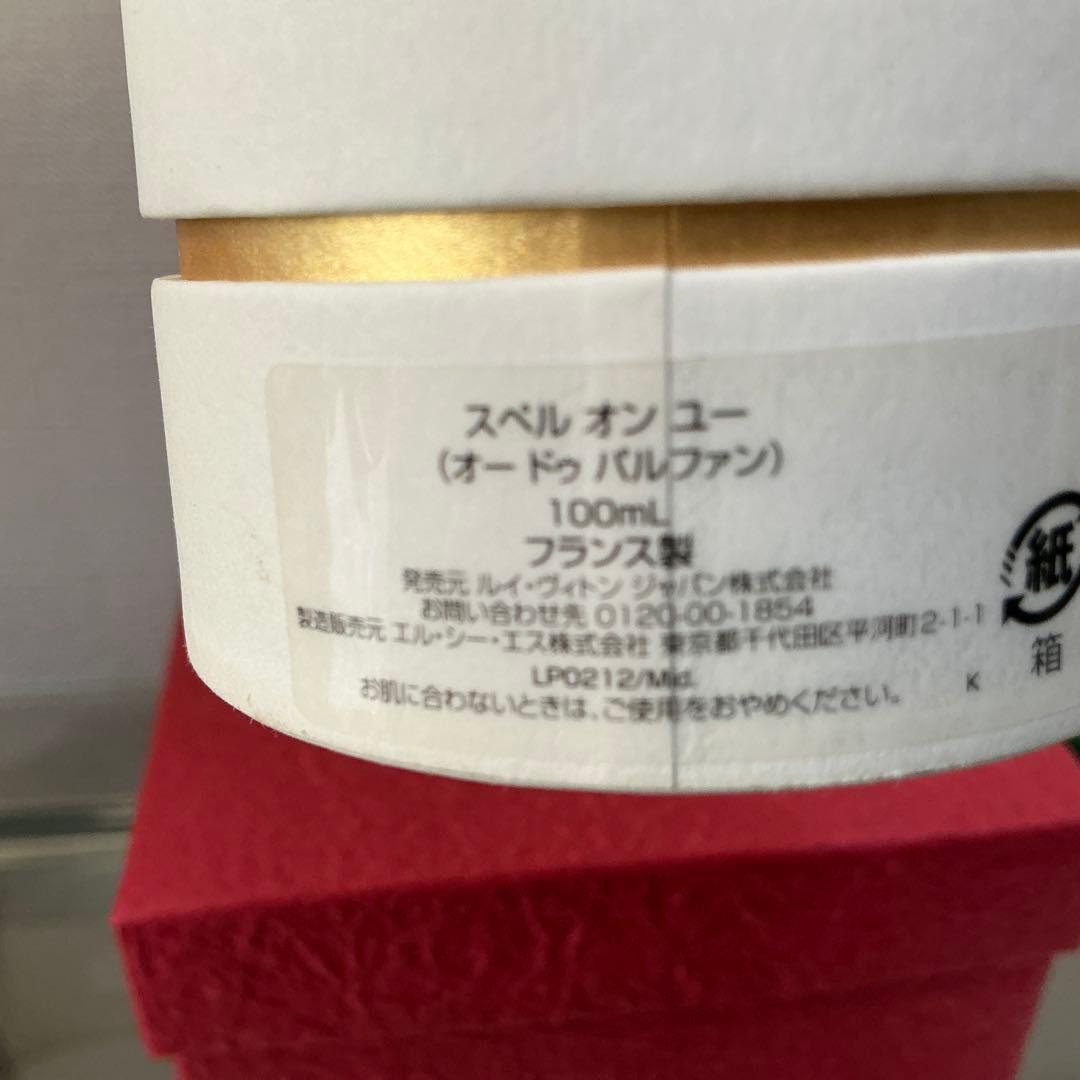 スペル オン ユー
(オー ドゥ パルファン)
100mL
フランス製
発売元 ルイ・ヴィトン ジャパン株式会社
お問い合わせ先 0120-00-1854
製造販売元 エル・シー・エス株式会社 東京都千代田区平河町2-1-1
LP0212/Mid.
お肌に合わないときは、ご使用をおやめください。
K
紙
箱